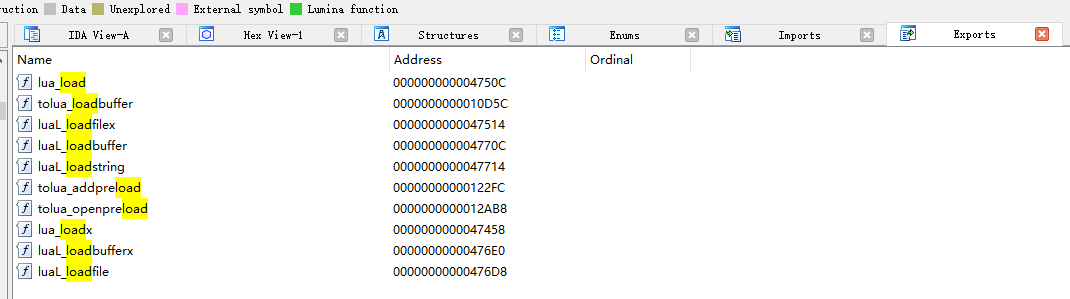 ruction Data Unexplored External symbol Lumina function
IDA View-A Hex View-1 Structures Enums Imports Exports
Name Address Ordinal
lua_load 000000000004750C
tolua_loadbuffer 0000000000010D5C
luaL_loadfilex 0000000000047514
luaL_loadbuffer 000000000004770C
luaL_loadstring 0000000000047714
tolua_addpreload 00000000000122FC
tolua_openpreload 0000000000012AB8
lua_loadx 0000000000047458
luaL_loadbufferx 00000000000476E0
luaL_loadfile 00000000000476D8